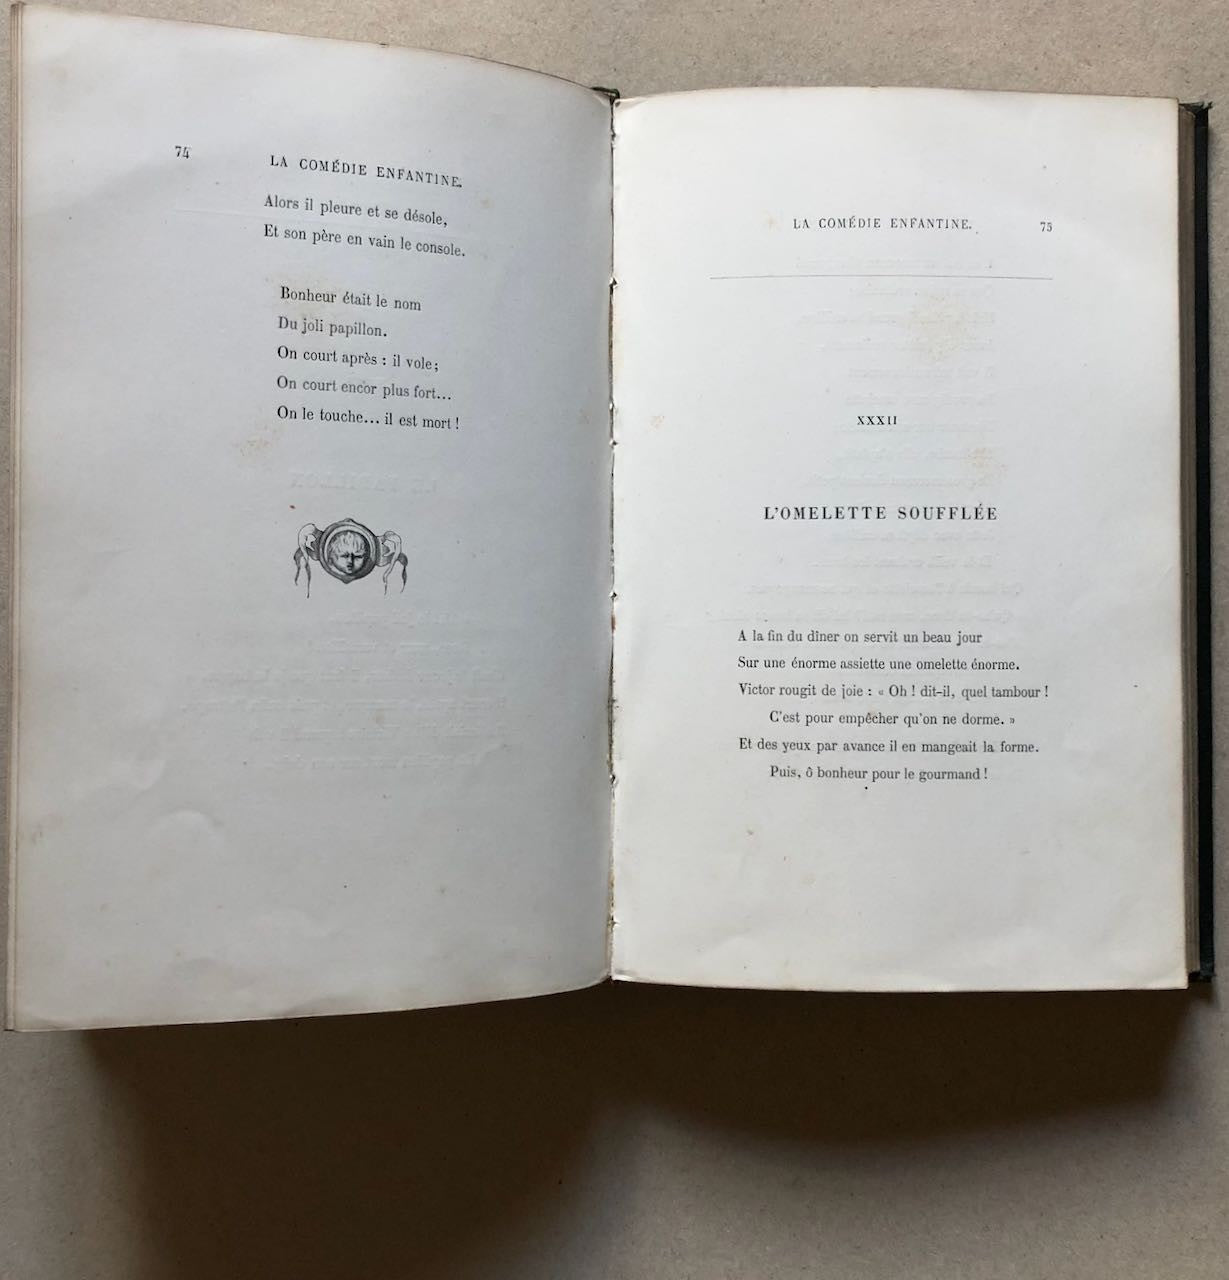 74
LA COMÉDIE ENFANTINE.
Alors il pleure et se désole,
Et son père en vain le console.
Bonheur était le nom
Du joli papillon.
On court après : il vole;
On court encor plus fort...
On le touche... il est mort !
LA COMÉDIE ENFANTINE. 75
XXXII
L'OMELETTE SOUFFLÉE
A la fin du dîner on servit un beau jour
Sur une énorme assiette une omelette énorme.
Victor rougit de joie : « Oh ! dit-il, quel tambour !
C'est pour empêcher qu'on ne dorme. »
Et des yeux par avance il en mangeait la forme.
Puis, ô bonheur pour le gourmand !